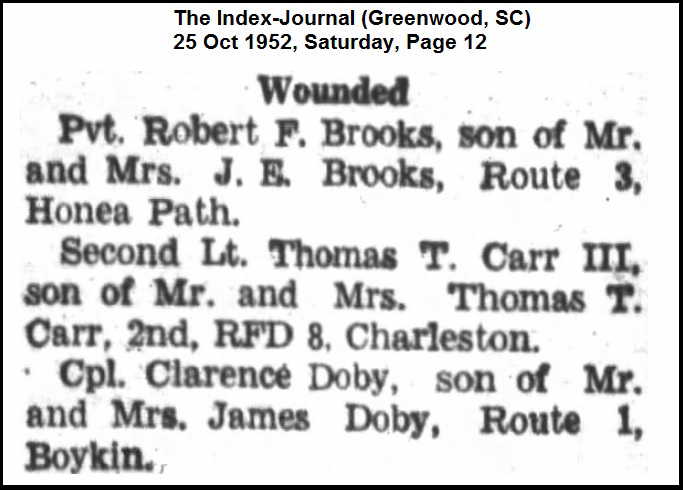 The Index-Journal (Greenwood, SC)
25 Oct 1952, Saturday, Page 12
Wounded
Pvt. Robert F. Brooks, son of Mr.
and Mrs. J. E. Brooks, Route 3,
Honea Path.
Second Lt. Thomas T. Carr III,
son of Mr. and Mrs. Thomas T.
Carr, 2nd, RFD 8, Charleston.
Cpl. Clarence Doby, son of Mr.
and Mrs. James Doby, Route 1,
Boykin.